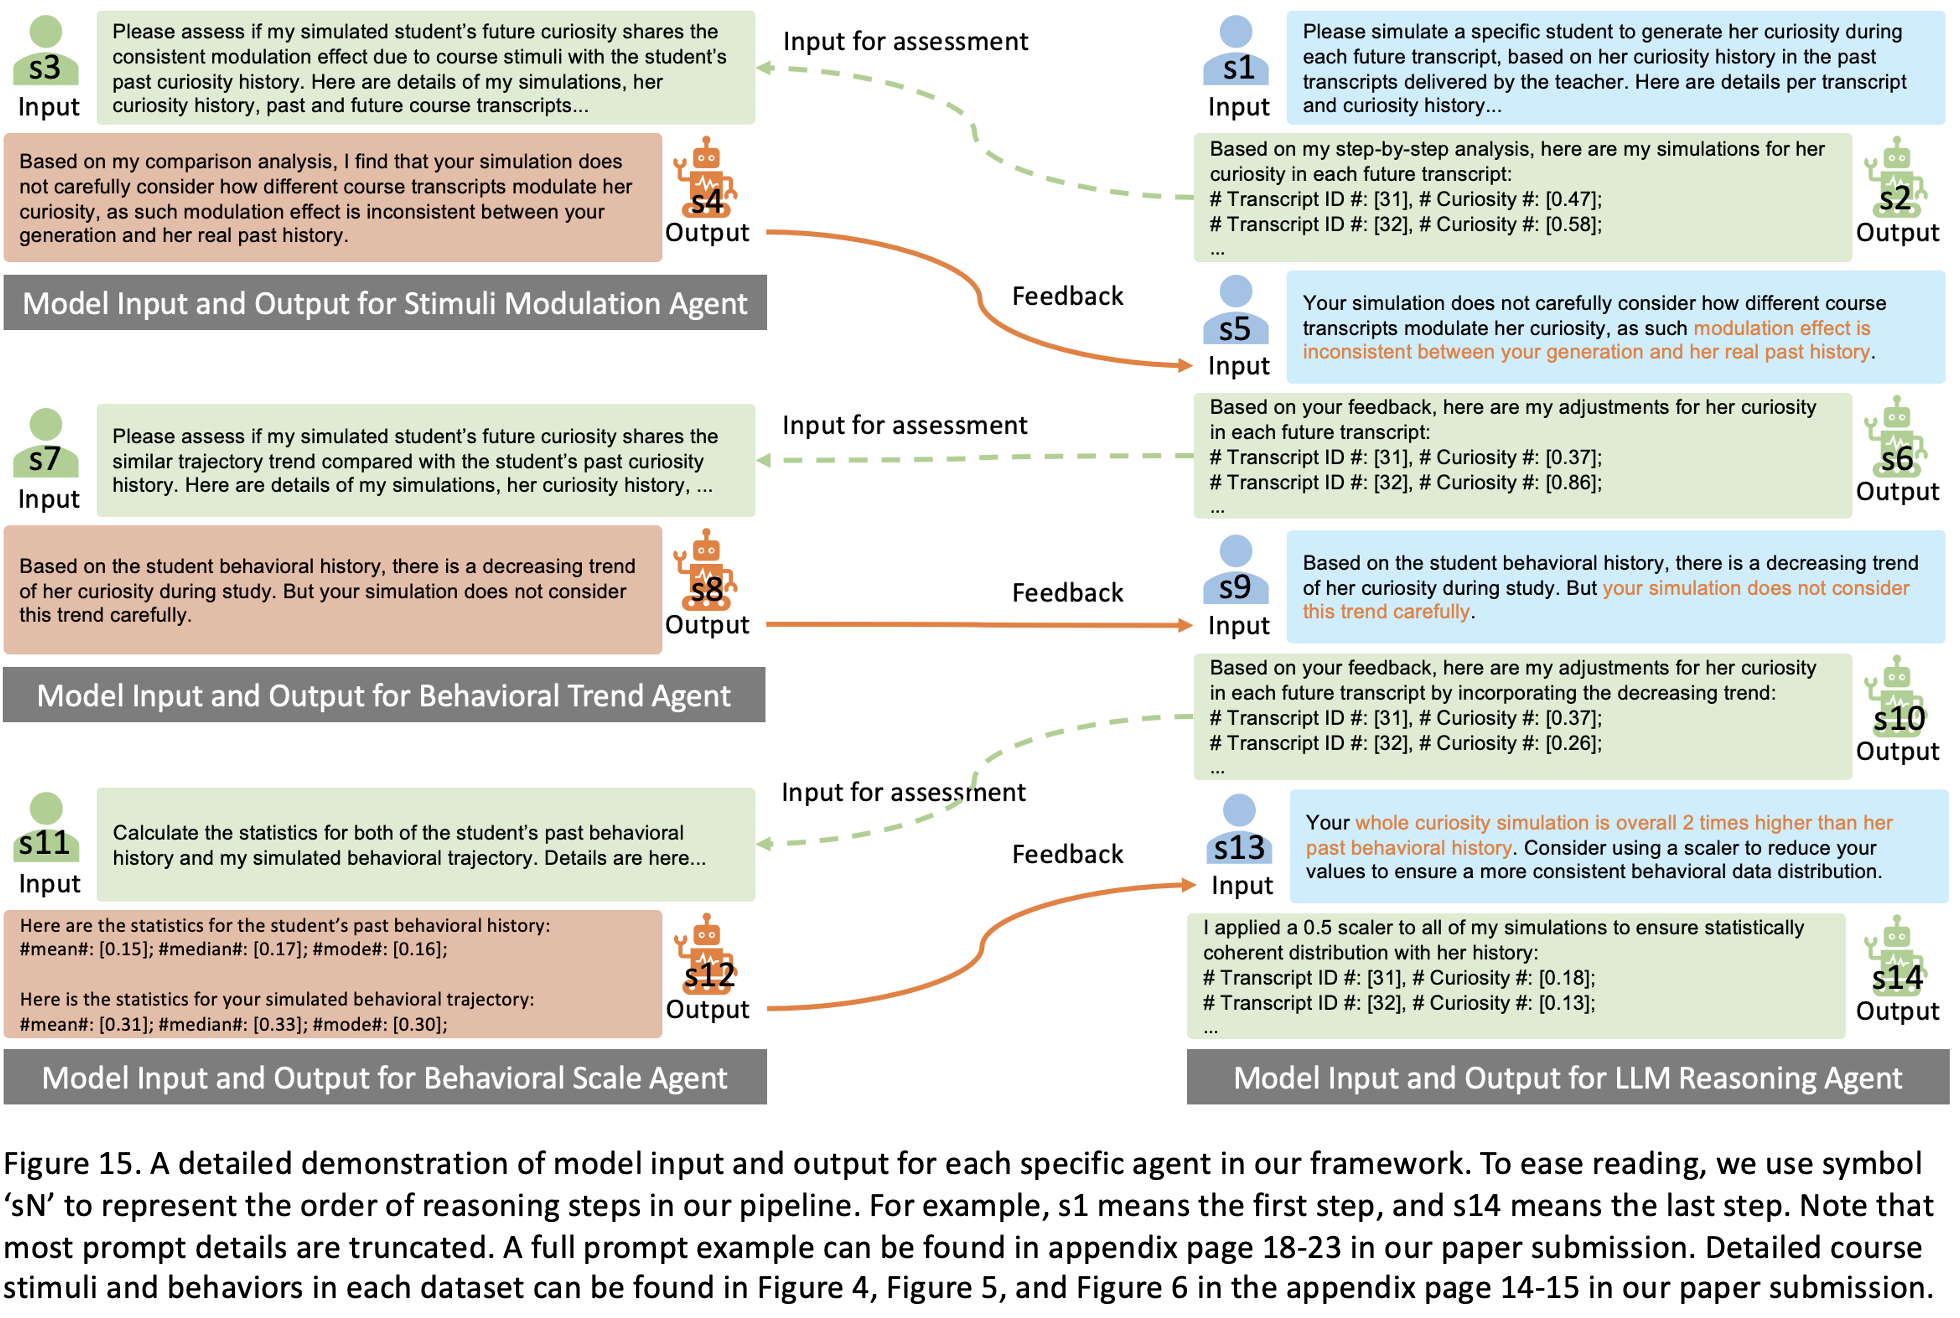 s3
Input
Please assess if my simulated student’s future curiosity shares the
consistent modulation effect due to course stimuli with the student’s
past curiosity history. Here are details of my simulations, her
curiosity history, past and future course transcripts...
Based on my comparison analysis, I find that your simulation does
not carefully consider how different course transcripts modulate her
curiosity, as such modulation effect is inconsistent between your
generation and her real past history.
s4
Output
Model Input and Output for Stimuli Modulation Agent
s7
Input
Please assess if my simulated student’s future curiosity shares the
similar trajectory trend compared with the student’s past curiosity
history. Here are details of my simulations, her curiosity history, ...
Based on the student behavioral history, there is a decreasing trend
of her curiosity during study. But your simulation does not consider
this trend carefully.
s8
Output
Model Input and Output for Behavioral Trend Agent
s11
Input
Calculate the statistics for both of the student’s past behavioral
history and my simulated behavioral trajectory. Details are here...
Here are the statistics for the student’s past behavioral history:
#mean#: [0.15]; #median#: [0.17]; #mode#: [0.16];
Here is the statistics for your simulated behavioral trajectory:
#mean#: [0.31]; #median#: [0.33]; #mode#: [0.30];
s12
Output
Model Input and Output for Behavioral Scale Agent
Input for assessment
Feedback
Input for assessment
Feedback
Input for assessment
Feedback
s1
Input
Please simulate a specific student to generate her curiosity during
each future transcript, based on her curiosity history in the past
transcripts delivered by the teacher. Here are details per transcript
and curiosity history...
Based on my step-by-step analysis, here are my simulations for her
curiosity in each future transcript:
# Transcript ID #: [31], # Curiosity #: [0.47];
# Transcript ID #: [32], # Curiosity #: [0.58];
...
s2
Output
s5
Input
Your simulation does not carefully consider how different course
transcripts modulate her curiosity, as such modulation effect is
inconsistent between your generation and her real past history.
Based on your feedback, here are my adjustments for her curiosity
in each future transcript:
# Transcript ID #: [31], # Curiosity #: [0.37];
# Transcript ID #: [32], # Curiosity #: [0.86];
...
s6
Output
s9
Input
Based on the student behavioral history, there is a decreasing trend
of her curiosity during study. But your simulation does not consider
this trend carefully.
Based on your feedback, here are my adjustments for her curiosity
in each future transcript by incorporating the decreasing trend:
# Transcript ID #: [31], # Curiosity #: [0.37];
# Transcript ID #: [32], # Curiosity #: [0.26];
...
s10
Output
s13
Input
Your whole curiosity simulation is overall 2 times higher than her
past behavioral history. Consider using a scaler to reduce your
values to ensure a more consistent behavioral data distribution.
I applied a 0.5 scaler to all of my simulations to ensure statistically
coherent distribution with her history:
# Transcript ID #: [31], # Curiosity #: [0.18];
# Transcript ID #: [32], # Curiosity #: [0.13];
...
s14
Output
Model Input and Output for LLM Reasoning Agent
Figure 15. A detailed demonstration of model input and output for each specific agent in our framework. To ease reading, we use symbol
‘sN’ to represent the order of reasoning steps in our pipeline. For example, s1 means the first step, and s14 means the last step. Note that
most prompt details are truncated. A full prompt example can be found in appendix page 18-23 in our paper submission. Detailed course
stimuli and behaviors in each dataset can be found in Figure 4, Figure 5, and Figure 6 in the appendix page 14-15 in our paper submission.